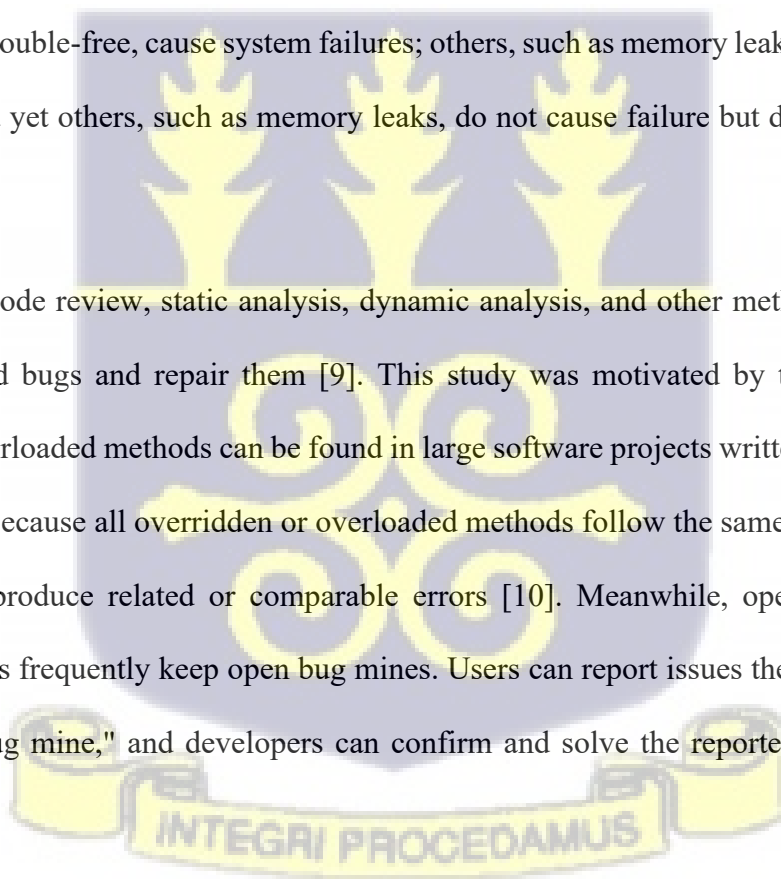 ouble-free, cause system failures; others, such as memory leak
yet others, such as memory leaks, do not cause failure but d
ode review, static analysis, dynamic analysis, and other met
d bugs and repair them [9]. This study was motivated by t
rloaded methods can be found in large software projects writt
ecause all overridden or overloaded methods follow the same
produce related or comparable errors [10]. Meanwhile, ope
s frequently keep open bug mines. Users can report issues the
ug mine," and developers can confirm and solve the reporte
INTEGRI PROCEDAMUS